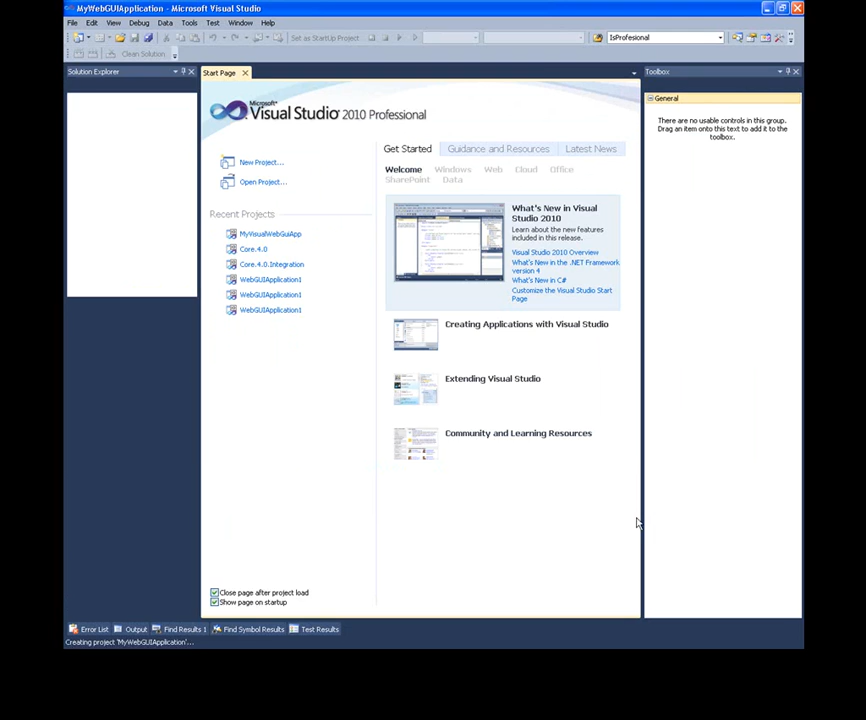 MyWebGUIApplication - Microsoft Visual Studio
File Edit View Debug Data Tools Test Window Help
Set as StartUp Project
IsProfesional
Clean Solution
Solution Explorer
Start Page
Toolbox
General
There are no usable controls in this group. Drag an item onto this text to add it to the toolbox.
Microsoft
Visual Studio 2010 Professional
New Project...
Open Project...
Recent Projects
MyVisualWebGuiApp
Core.4.0
Core.4.0.Integration
WebGUIApplication1
WebGUIApplication1
WebGUIApplication1
Get Started
Guidance and Resources
Latest News
Welcome Windows Web Cloud Office
SharePoint Data
What's New in Visual
Studio 2010
Learn about the new features
included in this release.
Visual Studio 2010 Overview
What's New in the .NET Framework
version 4
What's New in C#
Customize the Visual Studio Start
Page
Creating Applications with Visual Studio
Extending Visual Studio
Community and Learning Resources
Close page after project load
Show page on startup
Error List Output Find Results 1 Find Symbol Results Test Results
Creating project 'MyWebGUIApplication'...